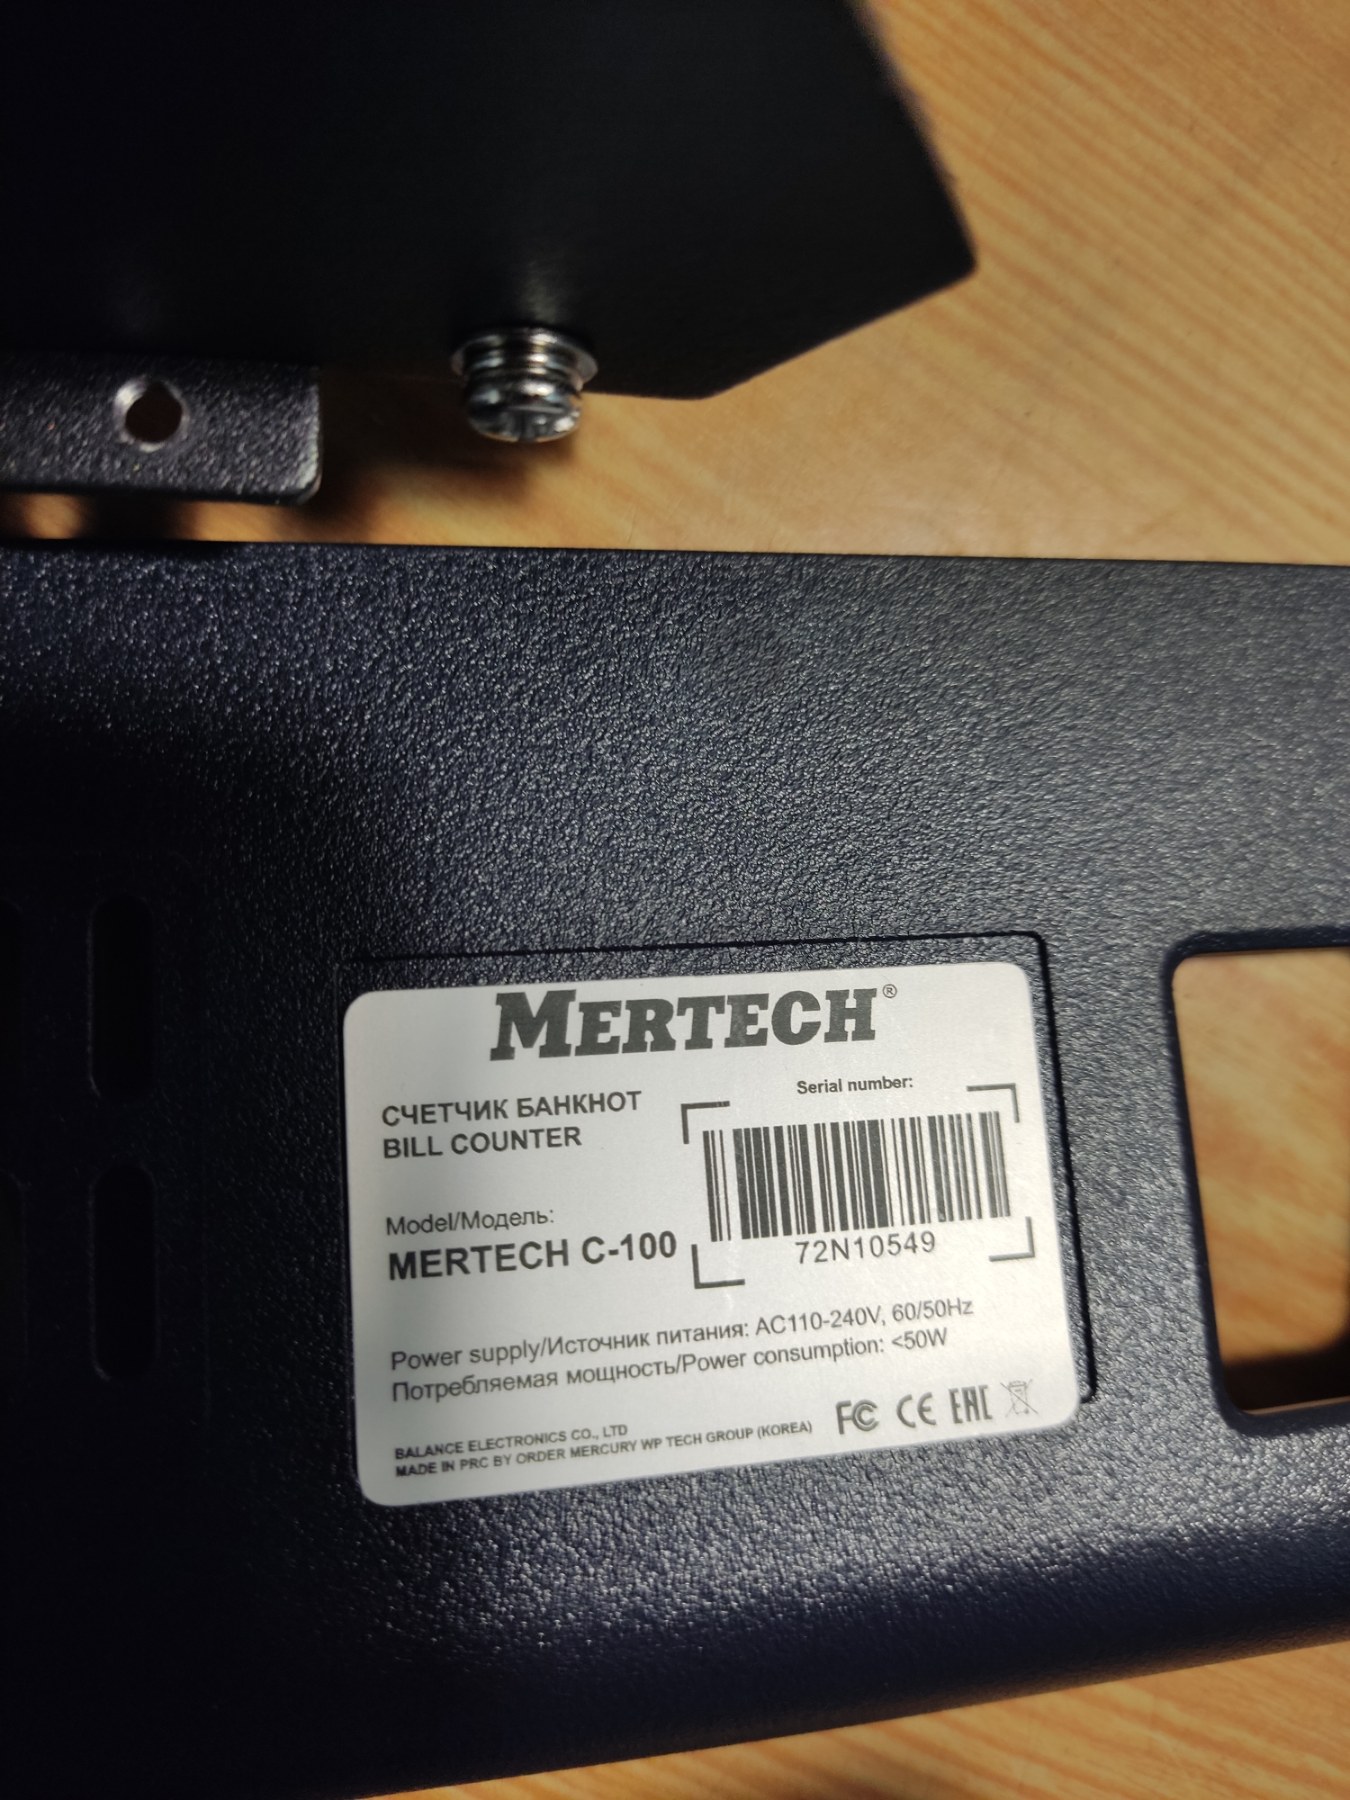 MERTECH®
СЧЕТЧИК БАНКНОТ
BILL COUNTER
Serial number:
72N10549
Model/Модель:
MERTECH C-100
Power supply/Источник питания: AC110-240V, 60/50Hz
Потребляемая мощность/Power consumption: <50W
BALANCE ELECTRONICS CO., LTD
MADE IN PRC BY ORDER MERCURY WP TECH GROUP (KOREA)
FC CE EAC